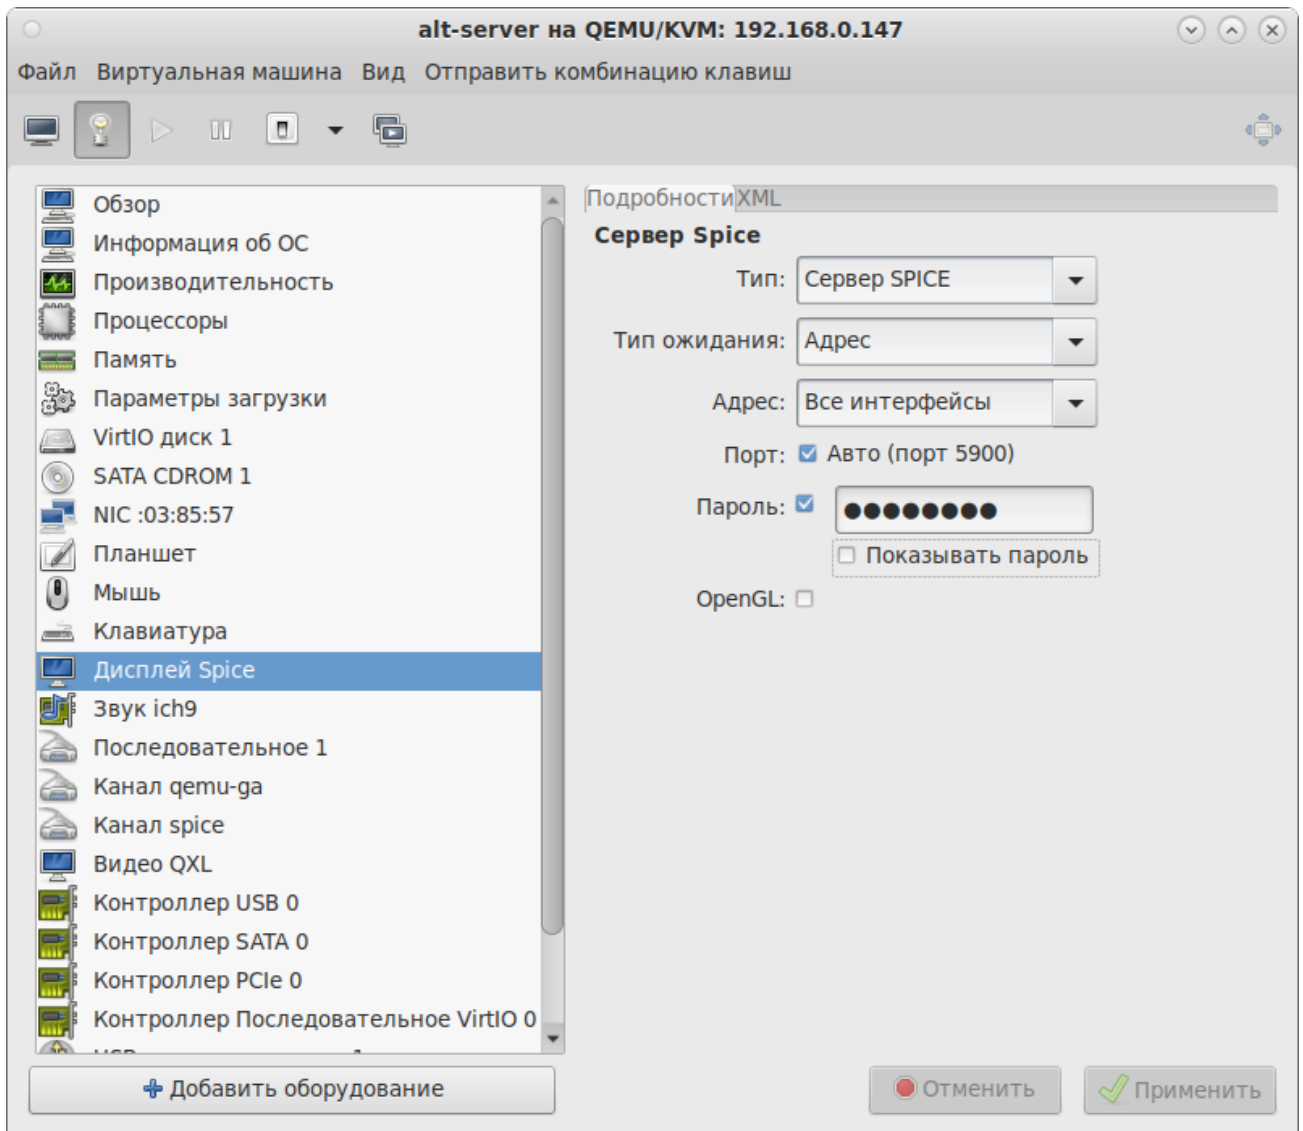 alt-server на QEMU/KVM: 192.168.0.147
Файл Виртуальная машина Вид Отправить комбинацию клавиш
Обзор
Информация об ОС
Производительность
Процессоры
Память
Параметры загрузки
VirtIO диск 1
SATA CDROM 1
NIC :03:85:57
Планшет
Мышь
Клавиатура
Дисплей Spice
Звук ich9
Последовательное 1
Канал qemu-ga
Канал spice
Видео QXL
Контроллер USB 0
Контроллер SATA 0
Контроллер PCIe 0
Контроллер Последовательное VirtIO 0
Добавить оборудование
Подробности XML
Сервер Spice
Тип: Сервер SPICE
Тип ожидания: Адрес
Адрес: Все интерфейсы
Порт: Авто (порт 5900)
Пароль: ●●●●●●●●
Показывать пароль
OpenGL:
Отменить Применить